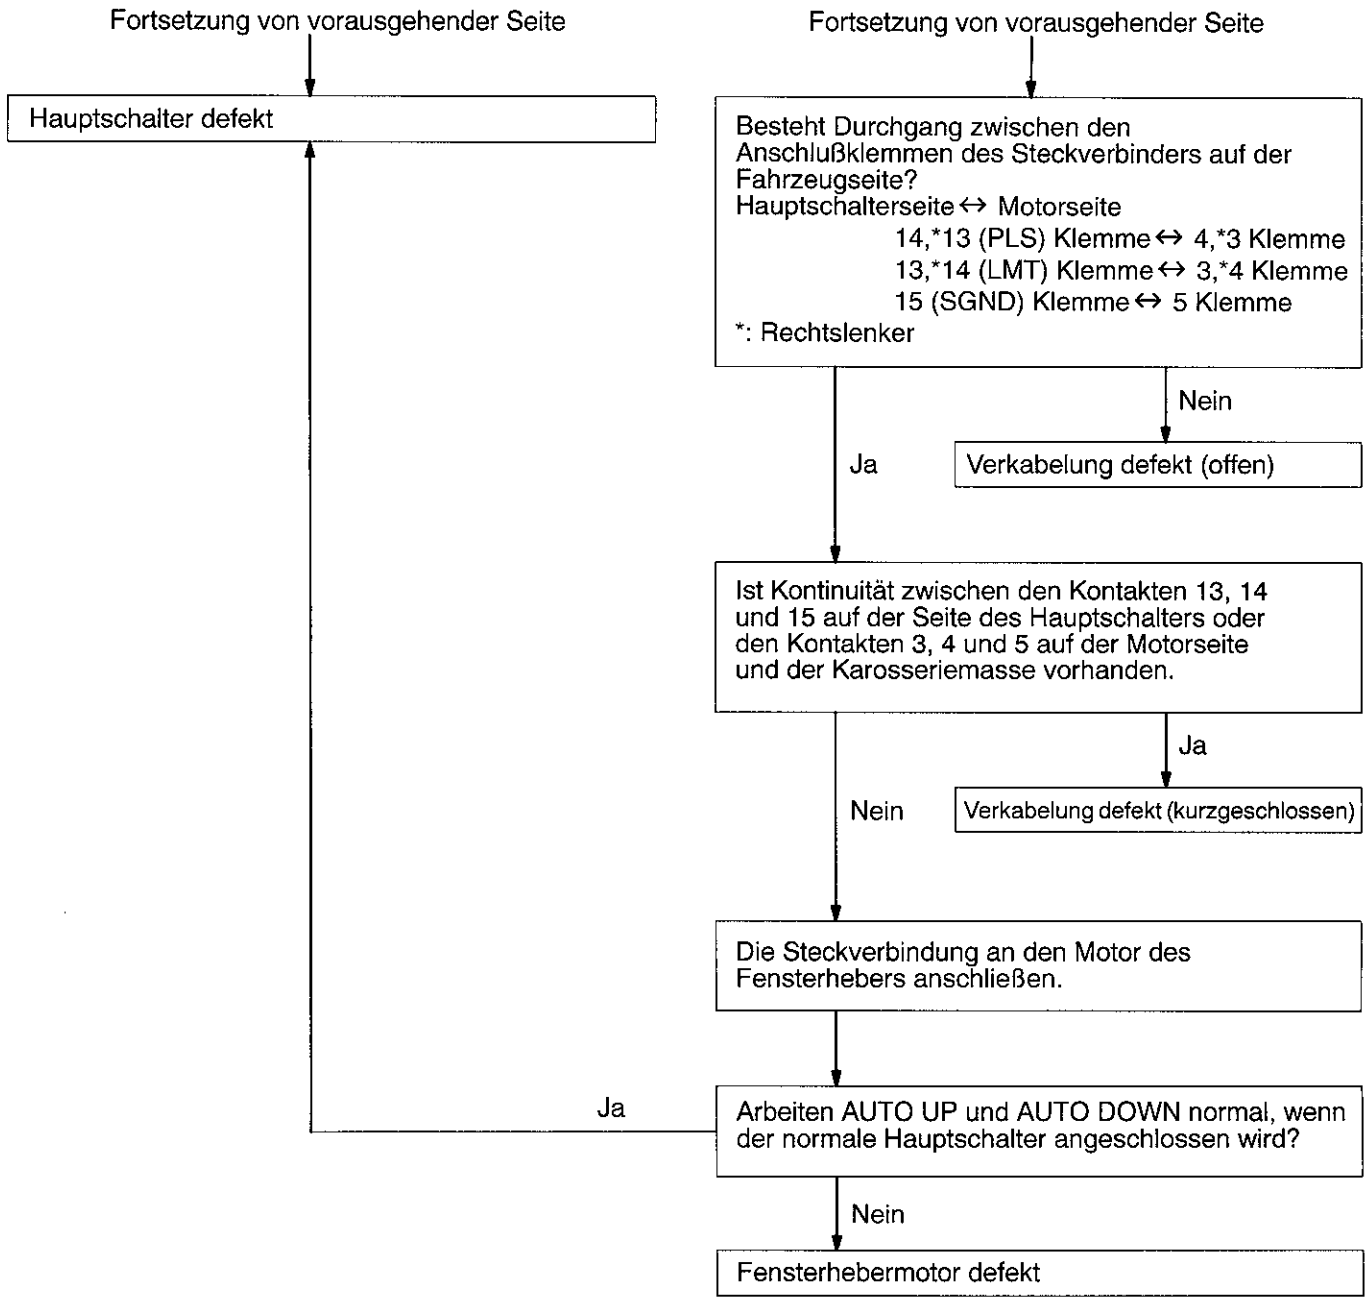 Fortsetzung von vorausgehender Seite
Hauptschalter defekt
Fortsetzung von vorausgehender Seite
Besteht Durchgang zwischen den
Anschlußklemmen des Steckverbinders auf der
Fahrzeugseite?
Hauptschalterseite ↔ Motorseite
14,*13 (PLS) Klemme ↔ 4,*3 Klemme
13,*14 (LMT) Klemme ↔ 3,*4 Klemme
15 (SGND) Klemme ↔ 5 Klemme
*: Rechtslenker
Nein
Verkabelung defekt (offen)
Ja
Ist Kontinuität zwischen den Kontakten 13, 14
und 15 auf der Seite des Hauptschalters oder
den Kontakten 3, 4 und 5 auf der Motorseite
und der Karosseriemasse vorhanden.
Ja
Verkabelung defekt (kurzgeschlossen)
Nein
Die Steckverbindung an den Motor des
Fensterhebers anschließen.
Arbeiten AUTO UP und AUTO DOWN normal, wenn
der normale Hauptschalter angeschlossen wird?
Ja
Nein
Fensterhebermotor defekt